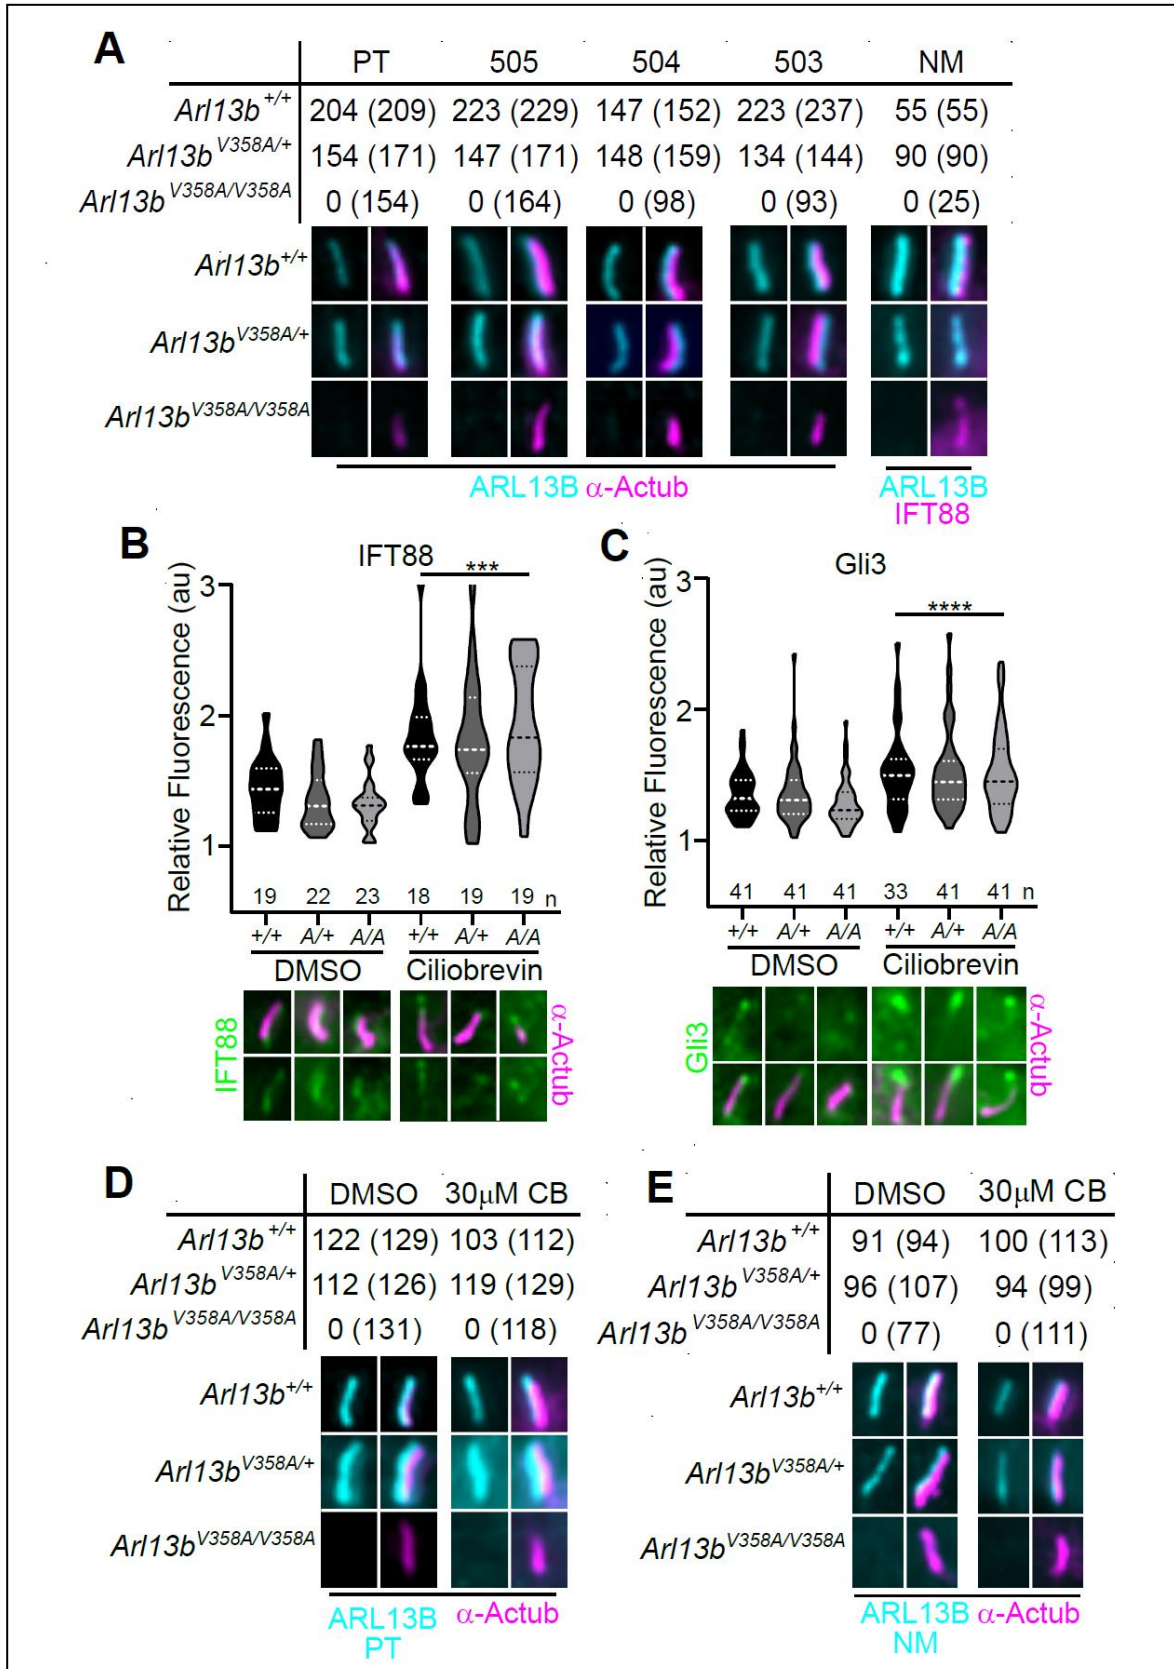 A
PT 505 504 503 NM
Arl13b+/+ 204 (209) 223 (229) 147 (152) 223 (237) 55 (55)
Arl13bV358A/+ 154 (171) 147 (171) 148 (159) 134 (144) 90 (90)
Arl13bV358A/V358A 0 (154) 0 (164) 0 (98) 0 (93) 0 (25)
Arl13b+/+
Arl13bV358A/+
Arl13bV358A/V358A
ARL13B α-Actub ARL13B
IFT88
B
IFT88
***
Relative Fluorescence (au)
3
2
1
19 22 23 18 19 19 n
+/+ A/+ A/A +/+ A/+ A/A
DMSO Ciliobrevin
IFT88
α-Actub
C
Gli3
****
Relative Fluorescence (au)
3
2
1
41 41 41 33 41 41 n
+/+ A/+ A/A +/+ A/+ A/A
DMSO Ciliobrevin
Gli3
α-Actub
D
DMSO 30μM CB
Arl13b+/+ 122 (129) 103 (112)
Arl13bV358A/+ 112 (126) 119 (129)
Arl13bV358A/V358A 0 (131) 0 (118)
Arl13b+/+
Arl13bV358A/+
Arl13bV358A/V358A
ARL13B α-Actub
PT
E
DMSO 30μM CB
Arl13b+/+ 91 (94) 100 (113)
Arl13bV358A/+ 96 (107) 94 (99)
Arl13bV358A/V358A 0 (77) 0 (111)
Arl13b+/+
Arl13bV358A/+
Arl13bV358A/V358A
ARL13B α-Actub
NM